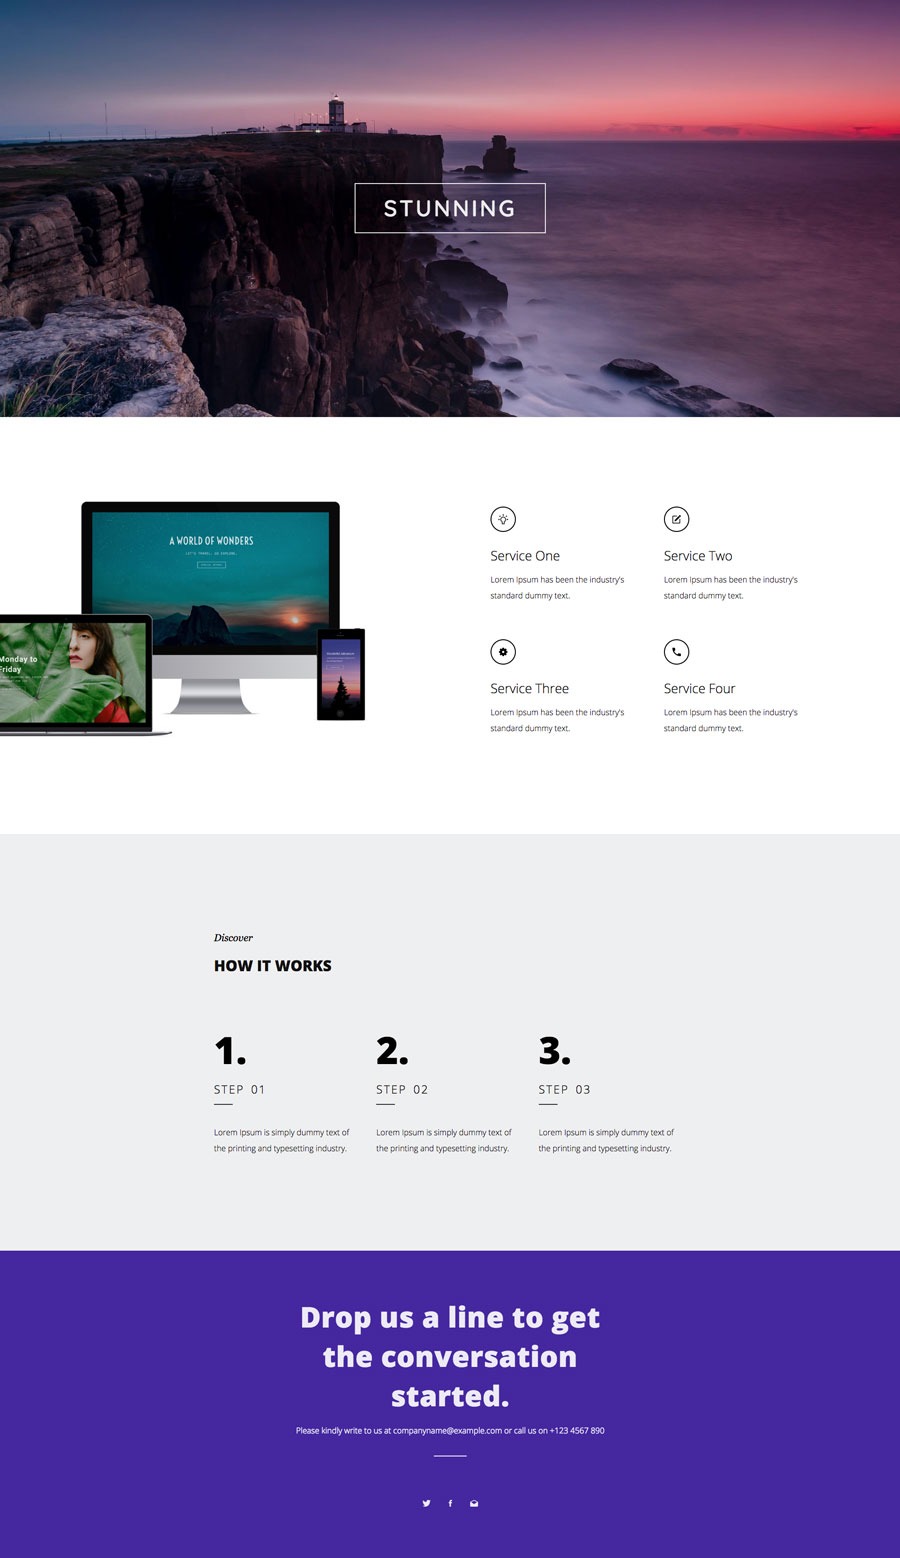 STUNNING
A WORLD OF WONDERS
LET'S TRAVEL, GO EXPLORE.
Monday to
Friday
Service One
Lorem Ipsum has been the industry's
standard dummy text.
Service Two
Lorem Ipsum has been the industry's
standard dummy text.
Service Three
Lorem Ipsum has been the industry's
standard dummy text.
Service Four
Lorem Ipsum has been the industry's
standard dummy text.
Discover
HOW IT WORKS
1.
STEP 01
Lorem Ipsum is simply dummy text of
the printing and typesetting industry.
2.
STEP 02
Lorem Ipsum is simply dummy text of
the printing and typesetting industry.
3.
STEP 03
Lorem Ipsum is simply dummy text of
the printing and typesetting industry.
Drop us a line to get
the conversation
started.
Please kindly write to us at companyname@example.com or call us on +123 4567 890